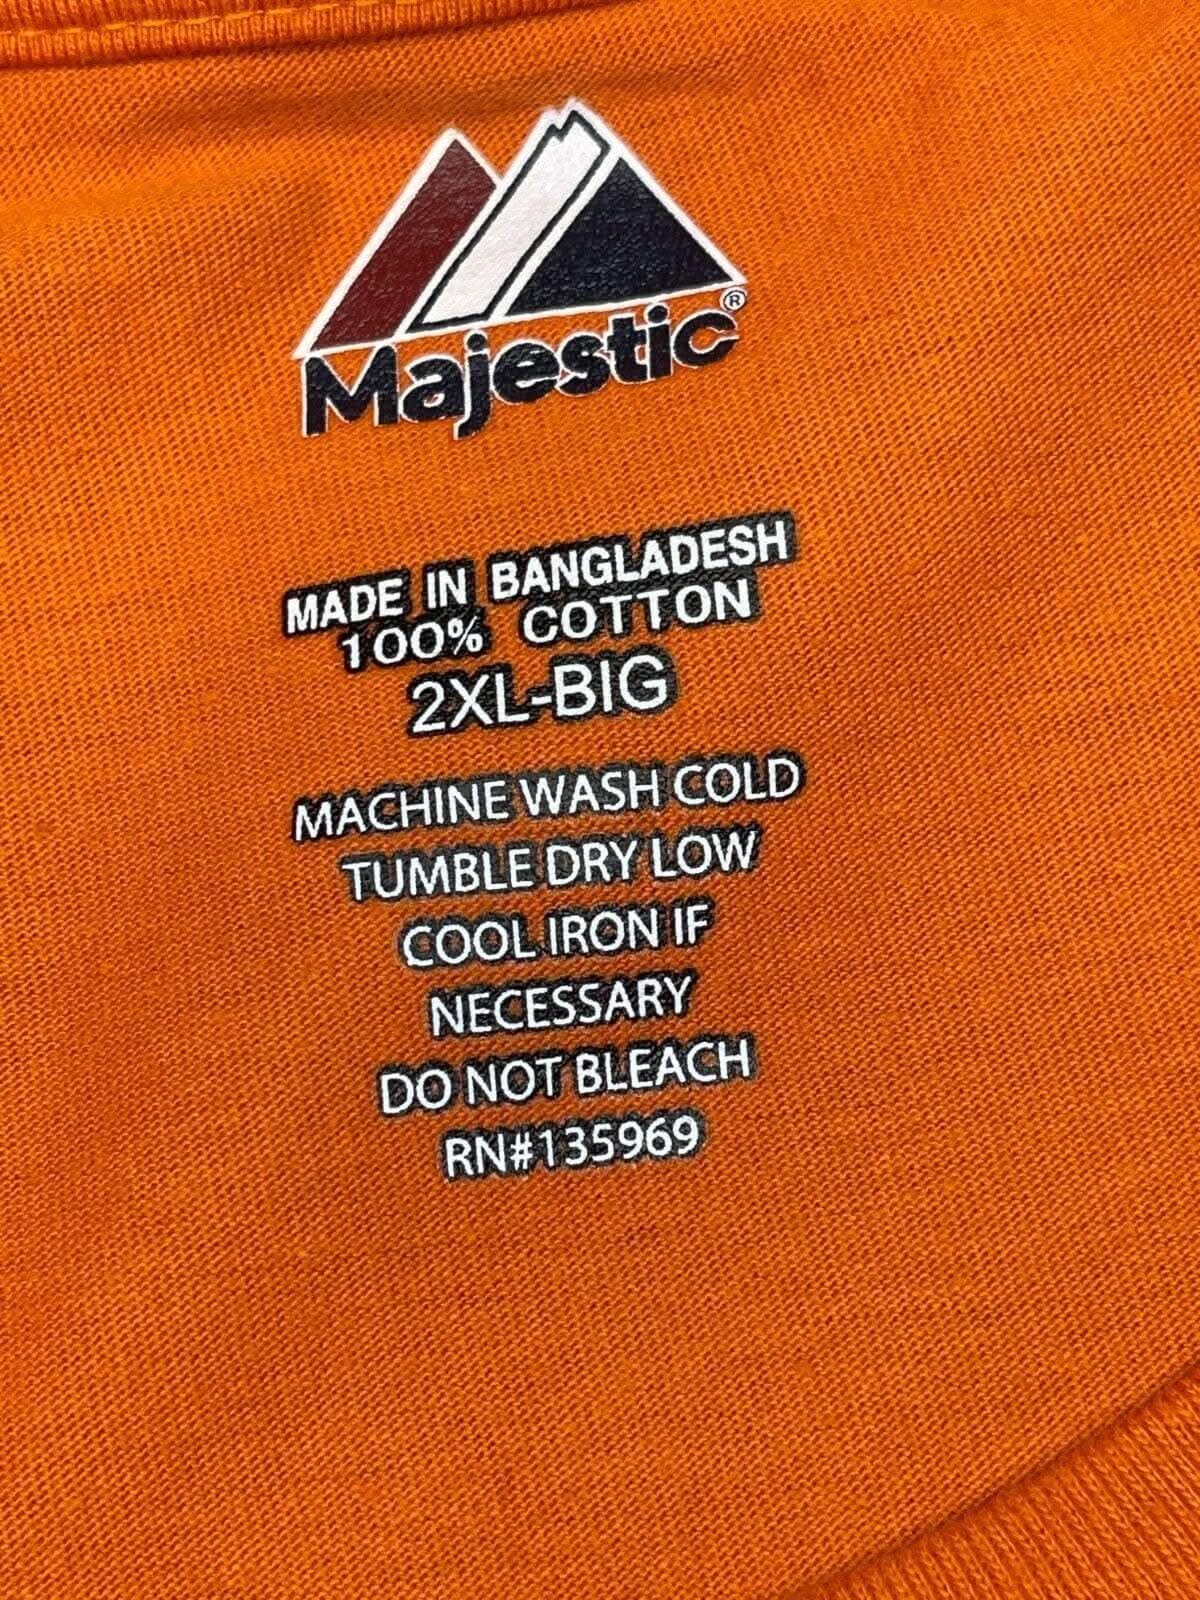 Majestic®
MADE IN BANGLADESH
100% COTTON
2XL-BIG
MACHINE WASH COLD
TUMBLE DRY LOW
COOL IRON IF
NECESSARY
DO NOT BLEACH
RN#135969